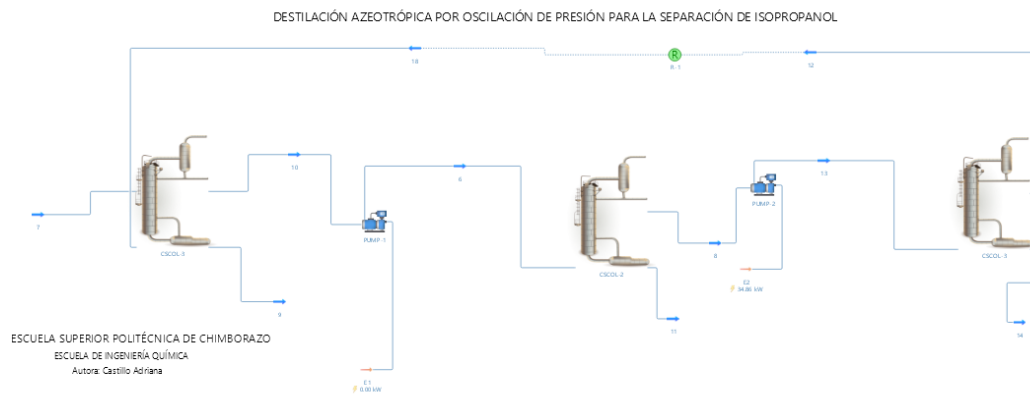 DESTILACIÓN AZEOTRÓPICA POR OSCILACIÓN DE PRESIÓN PARA LA SEPARACIÓN DE ISOPROPANOL
18
R
R-1
12
10
6
13
PUMP-1
PUMP-2
7
CSCOL-3
8
CSCOL-2
CSCOL-3
E2
34.86 kW
9
11
14
ESCUELA SUPERIOR POLITÉCNICA DE CHIMBORAZO
ESCUELA DE INGENIERÍA QUÍMICA
Autora: Castillo Adriana
E1
0.00 kW